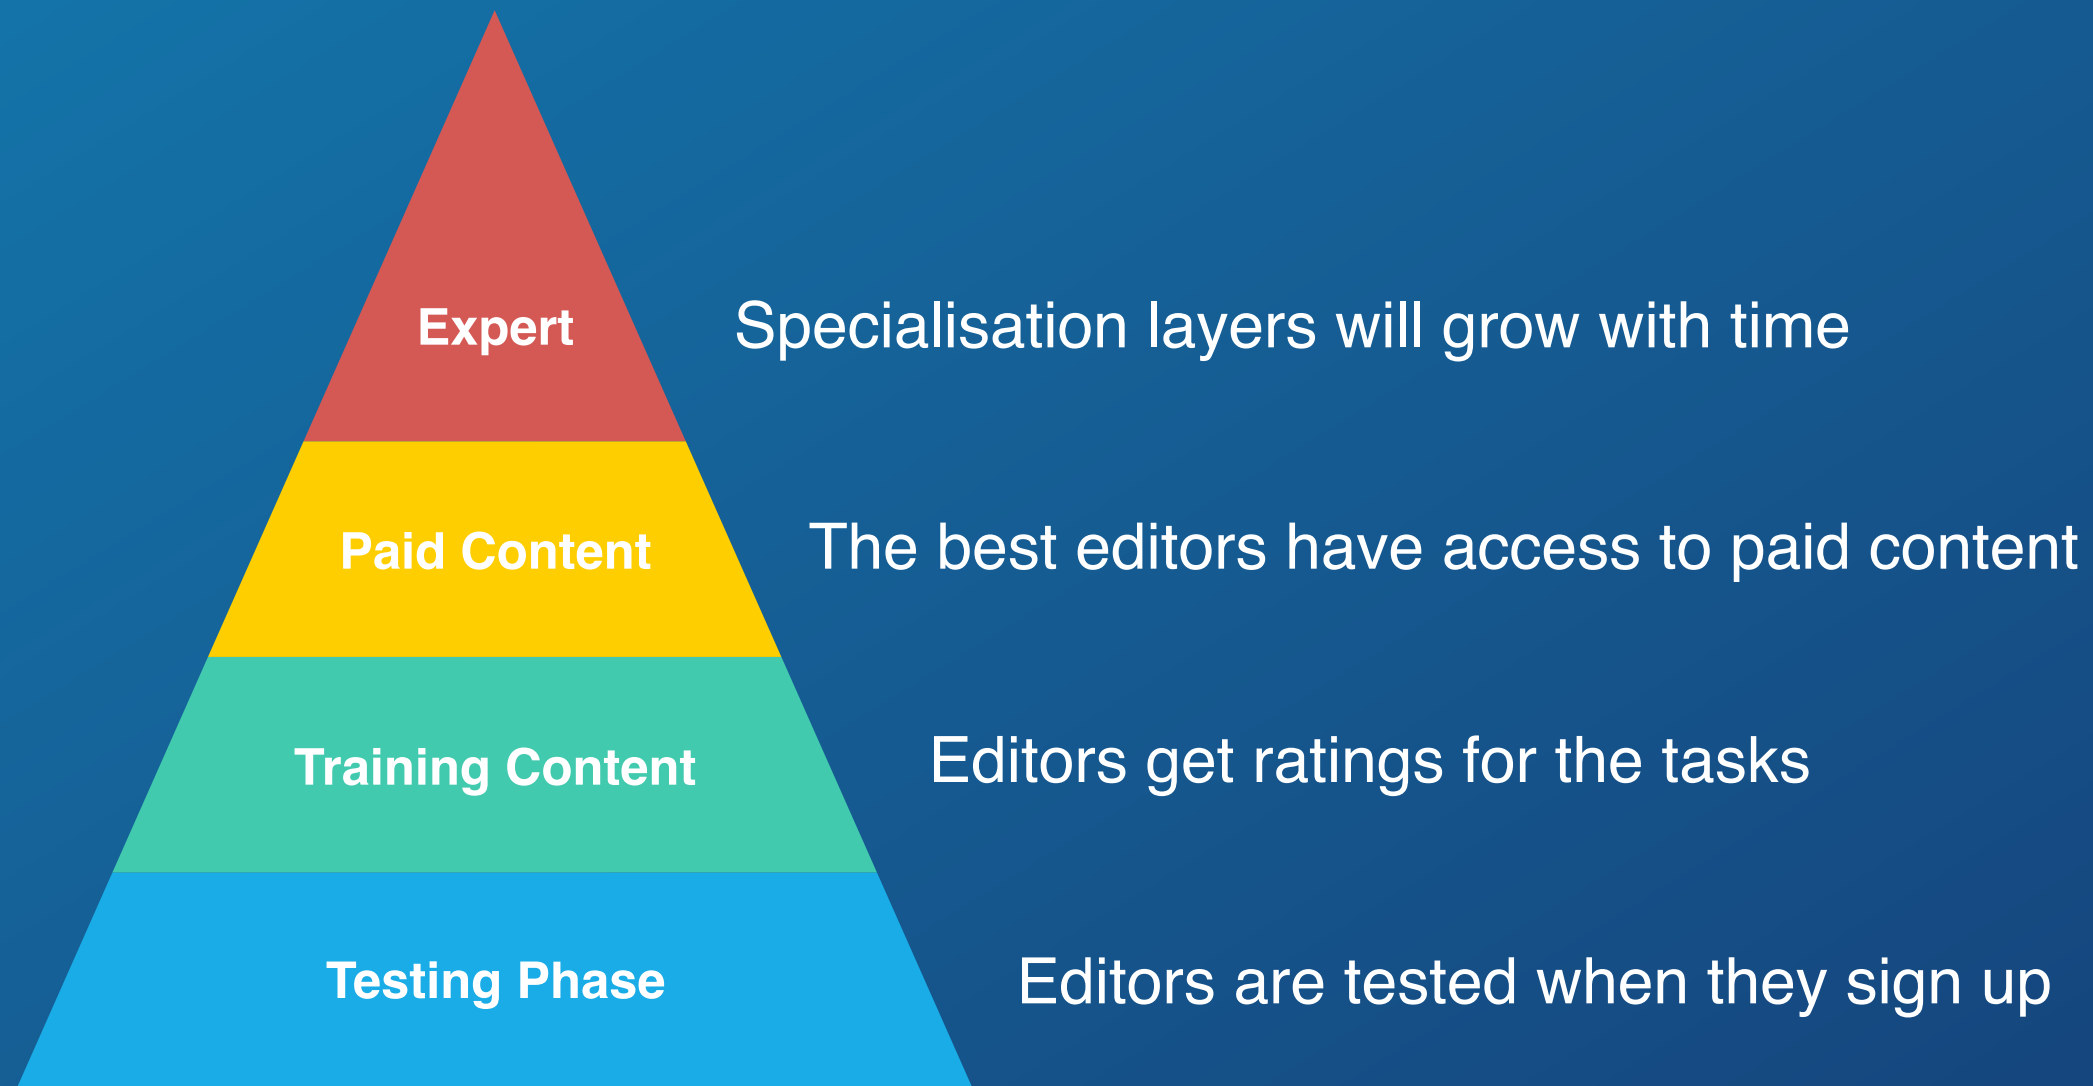 Expert
Specialisation layers will grow with time
Paid Content
The best editors have access to paid content
Training Content
Editors get ratings for the tasks
Testing Phase
Editors are tested when they sign up